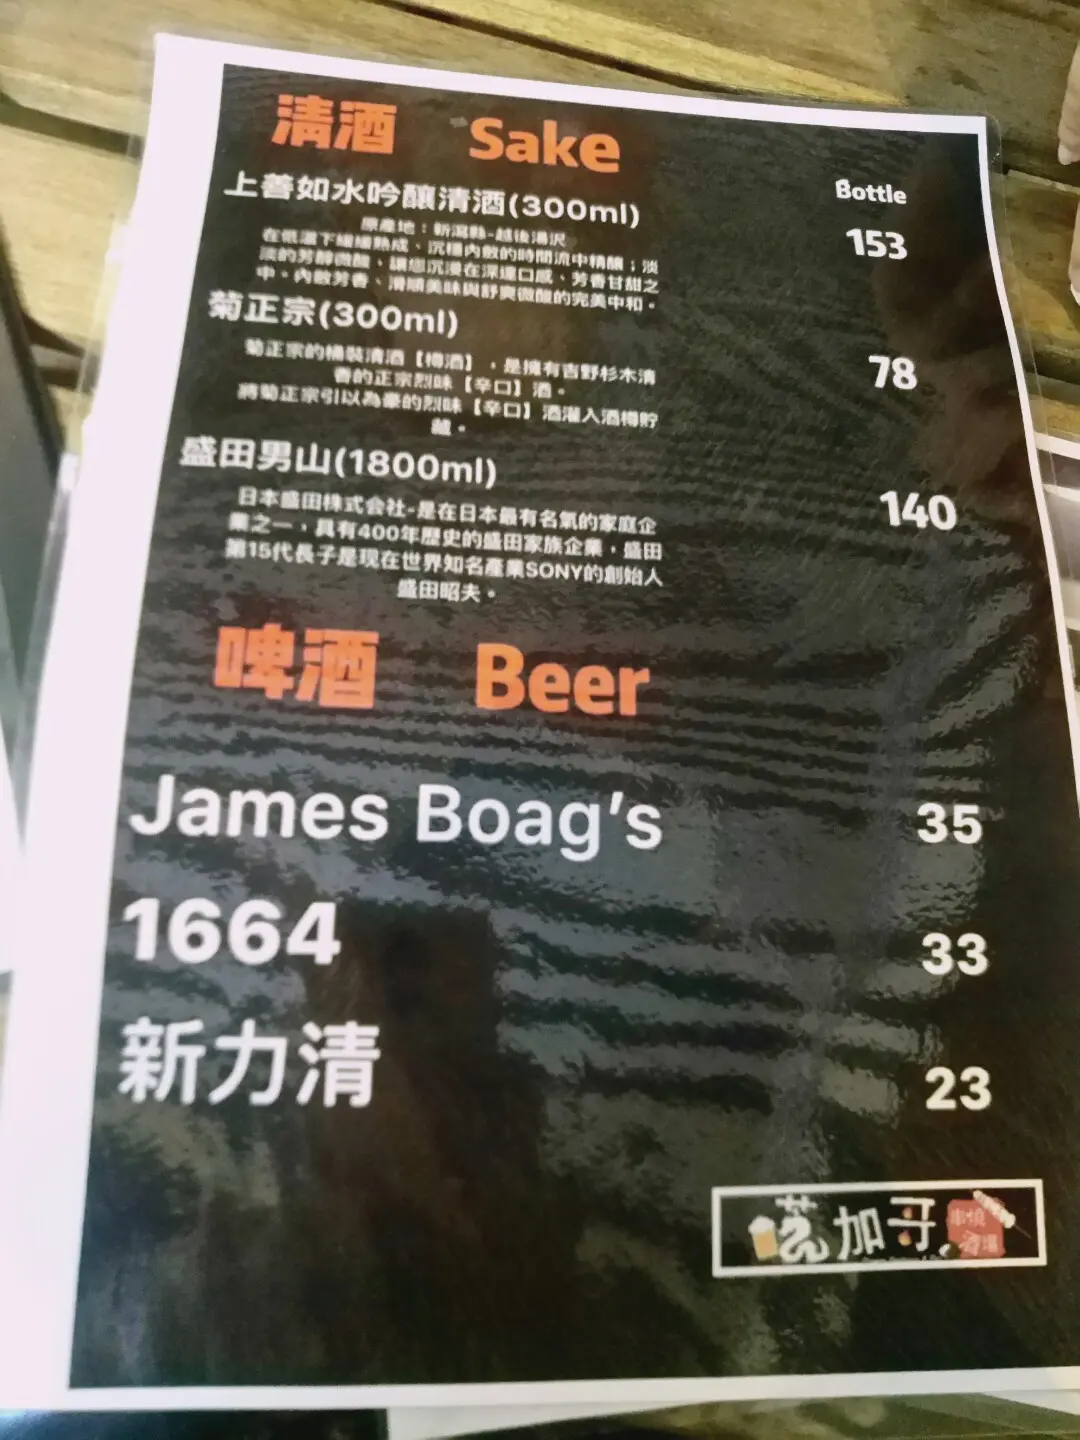 清酒 Sake
Bottle
上善如水吟釀清酒(300ml) 153
原產地：新潟縣-越後湯沢
在低溫下緩緩熟成、沉穩內斂的時間流中精釀；淡
淡的芳醇微酸、讓您沉浸在深邃口感、芳香甘甜之
中。內斂芳香、滑順美味與舒爽微酸的完美中和。
菊正宗(300ml) 78
菊正宗的桶裝清酒【樽酒】，是擁有吉野杉木清
香的正宗烈味【辛口】酒。
將菊正宗引以為豪的烈味【辛口】酒灌入酒樽貯
藏。
盛田男山(1800ml) 140
日本盛田株式会社-是在日本最有名氣的家庭企
業之一，具有400年歷史的盛田家族企業，盛田
第15代長子是現在世界知名產業SONY的創始人
盛田昭夫。
啤酒 Beer
James Boag's 35
1664 33
新力清 23
加
串燒
酒場